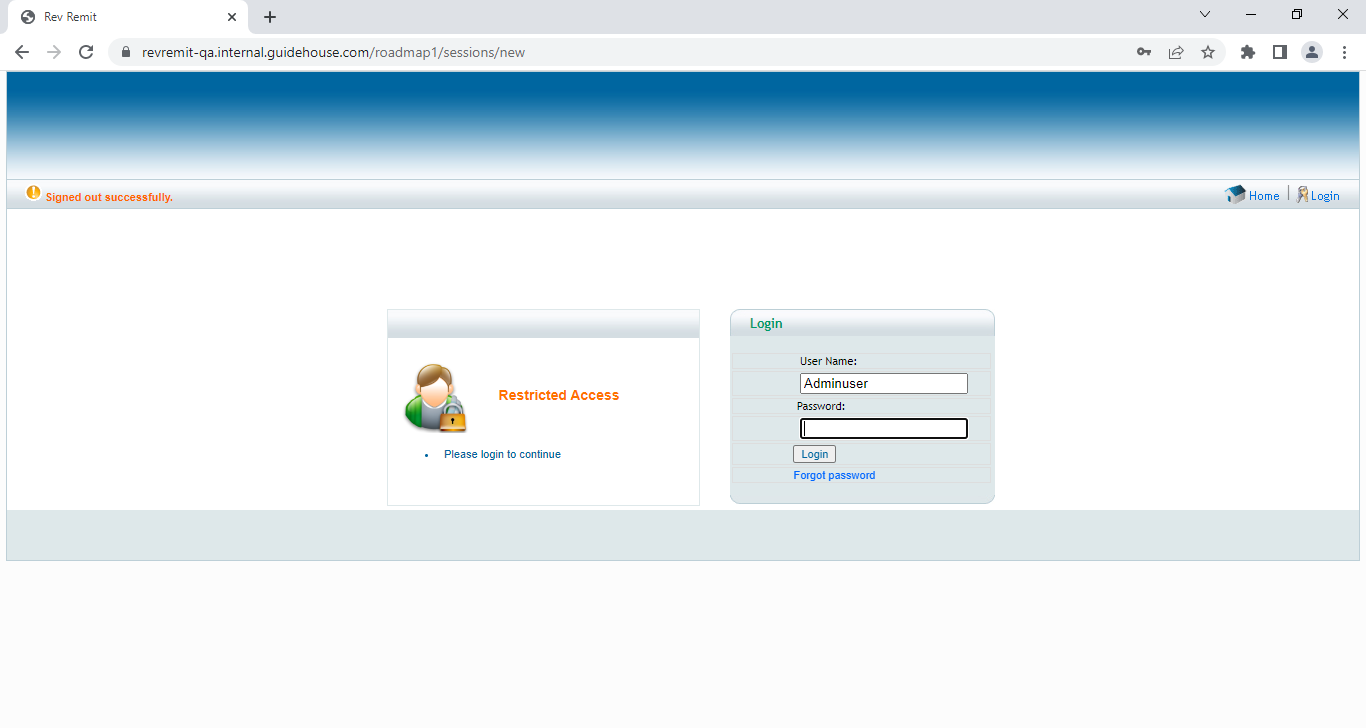 Rev Remit
revremit-qa.internal.guidehouse.com/roadmap1/sessions/new
Signed out successfully.
Home
Login
Login
User Name:
Adminuser
Password:
Login
Forgot password
Restricted Access
Please login to continue